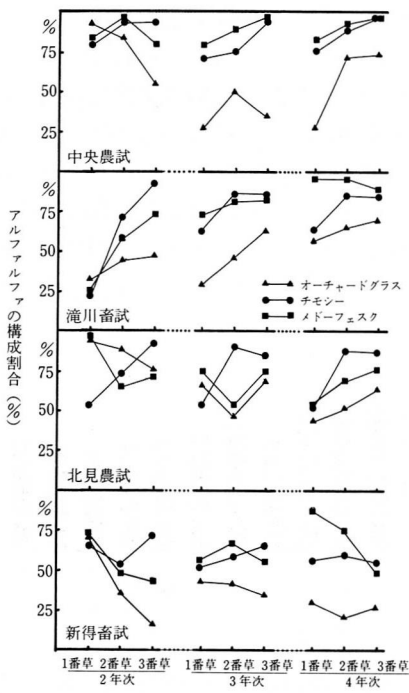 アルファルファの構成割合（%）
%
75
50
25
中央農試
%
75
50
25
オーチャードグラス
チモシー
メドーフェスク
滝川畜試
%
75
50
25
北見農試
%
75
50
25
新得畜試
1番草 2番草 3番草 1番草 2番草 3番草 1番草 2番草 3番草
2年次 3年次 4年次